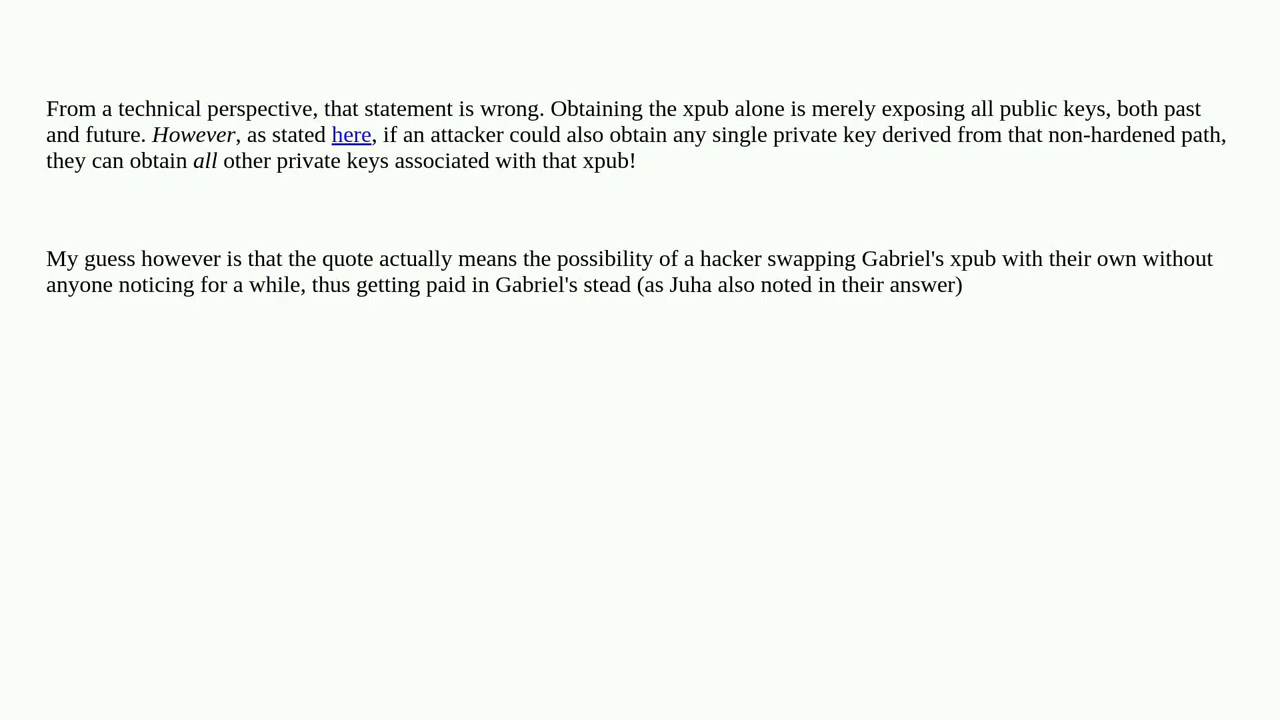 From a technical perspective, that statement is wrong. Obtaining the xpub alone is merely exposing all public keys, both past
and future. However, as stated here, if an attacker could also obtain any single private key derived from that non-hardened path,
they can obtain all other private keys associated with that xpub!
My guess however is that the quote actually means the possibility of a hacker swapping Gabriel's xpub with their own without
anyone noticing for a while, thus getting paid in Gabriel's stead (as Juha also noted in their answer)